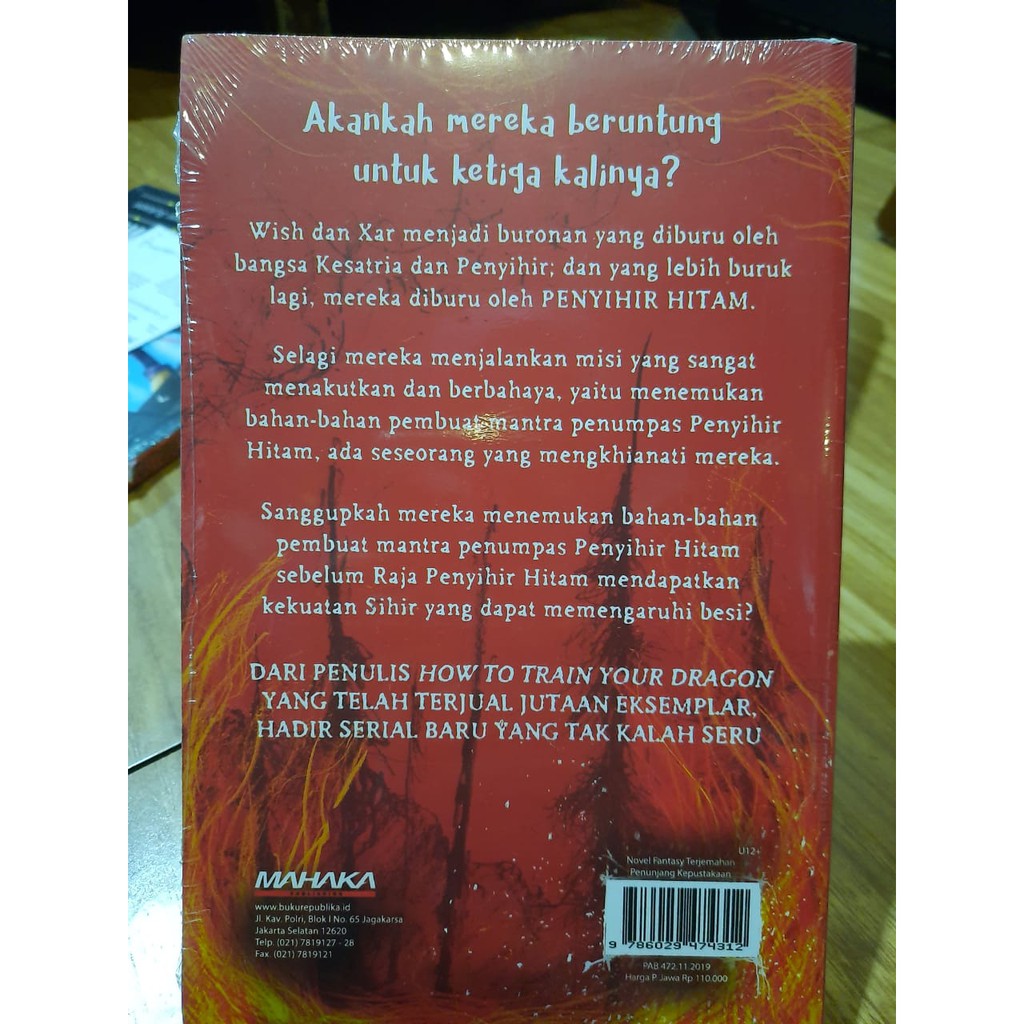 Akankah mereka beruntung
untuk ketiga kalinya?
Wish dan Xar menjadi buronan yang diburu oleh
bangsa Kesatria dan Penyihir; dan yang lebih buruk
lagi, mereka diburu oleh PENYIHIR HITAM.
Selagi mereka menjalankan misi yang sangat
menakutkan dan berbahaya, yaitu menemukan
bahan-bahan pembuat mantra penumpas Penyihir
Hitam, ada seseorang yang mengkhianati mereka.
Sanggupkah mereka menemukan bahan-bahan
pembuat mantra penumpas Penyihir Hitam
sebelum Raja Penyihir Hitam mendapatkan
kekuatan Sihir yang dapat memengaruhi besi?
DARI PENULIS HOW TO TRAIN YOUR DRAGON
YANG TELAH TERJUAL JUTAAN EKSEMPLAR,
HADIR SERIAL BARU YANG TAK KALAH SERU
MAHAKA
PUBLISHING
www.bukurepublika.id
Jl. Kav. Polri, Blok I No. 65 Jagakarsa
Jakarta Selatan 12620
Telp. (021) 7819127 - 28
Fax. (021) 7819121
U12+
Novel Fantasy Terjemahan
Penunjang Kepustakaan
9 786029 474312
PAB 472.11.2019
Harga P. Jawa Rp 110.000